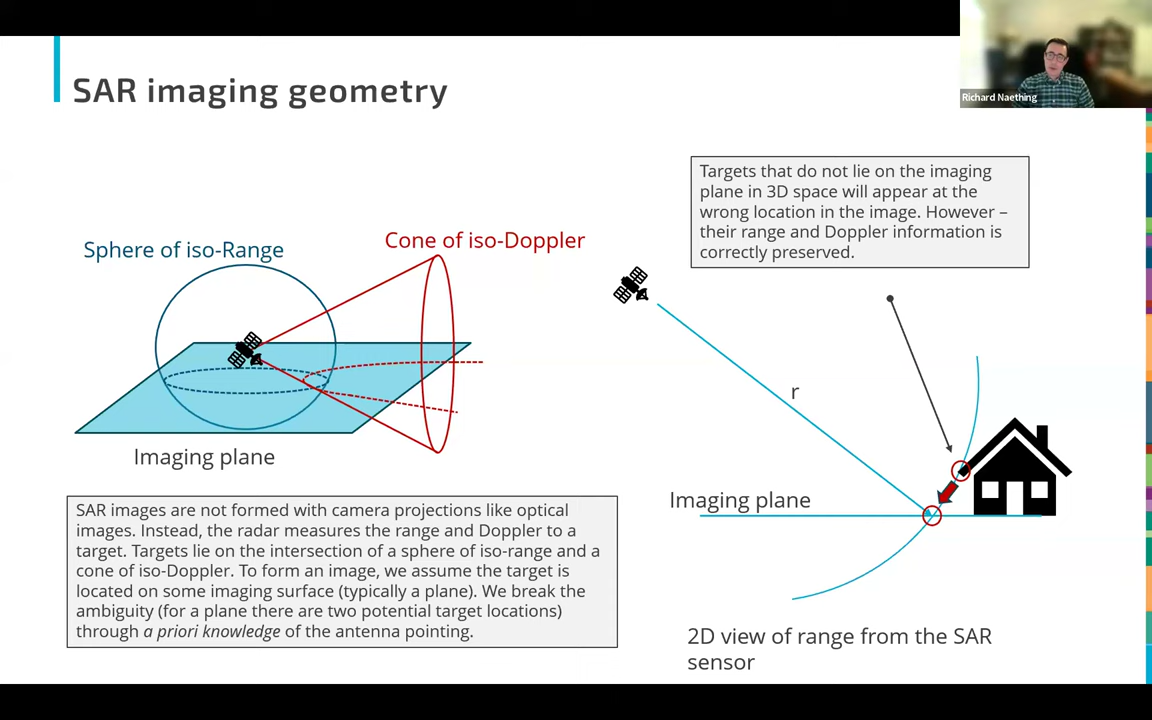 SAR imaging geometry
Richard Naething
Targets that do not lie on the imaging
plane in 3D space will appear at the
wrong location in the image. However –
their range and Doppler information is
correctly preserved.
Sphere of iso-Range
Cone of iso-Doppler
r
Imaging plane
Imaging plane
SAR images are not formed with camera projections like optical
images. Instead, the radar measures the range and Doppler to a
target. Targets lie on the intersection of a sphere of iso-range and a
cone of iso-Doppler. To form an image, we assume the target is
located on some imaging surface (typically a plane). We break the
ambiguity (for a plane there are two potential target locations)
through a priori knowledge of the antenna pointing.
2D view of range from the SAR
sensor